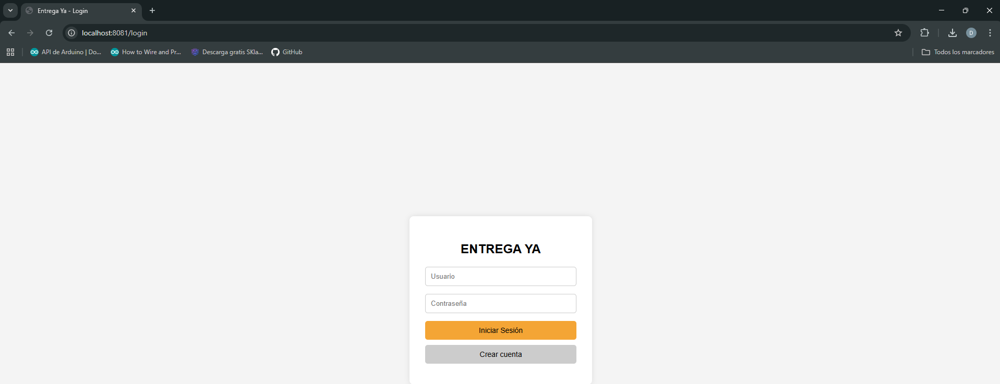 Entrega Ya - Login
localhost:8081/login
API de Arduino | Do...
How to Wire and Pr...
Descarga gratis SKla...
GitHub
Todos los marcadores
D
ENTREGA YA
Usuario
Contraseña
Iniciar Sesión
Crear cuenta